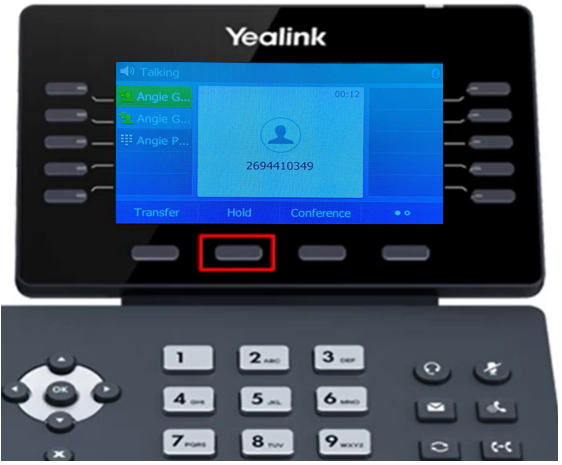 Yealink
Talking
Angie G...
00:12
Angie G...
Angie P...
2694410349
Transfer Hold Conference
1 2 ABC 3 DEF
OK
4 GHI 5 JKL 6 MNO
7 PQRS 8 TUV 9 WXYZ